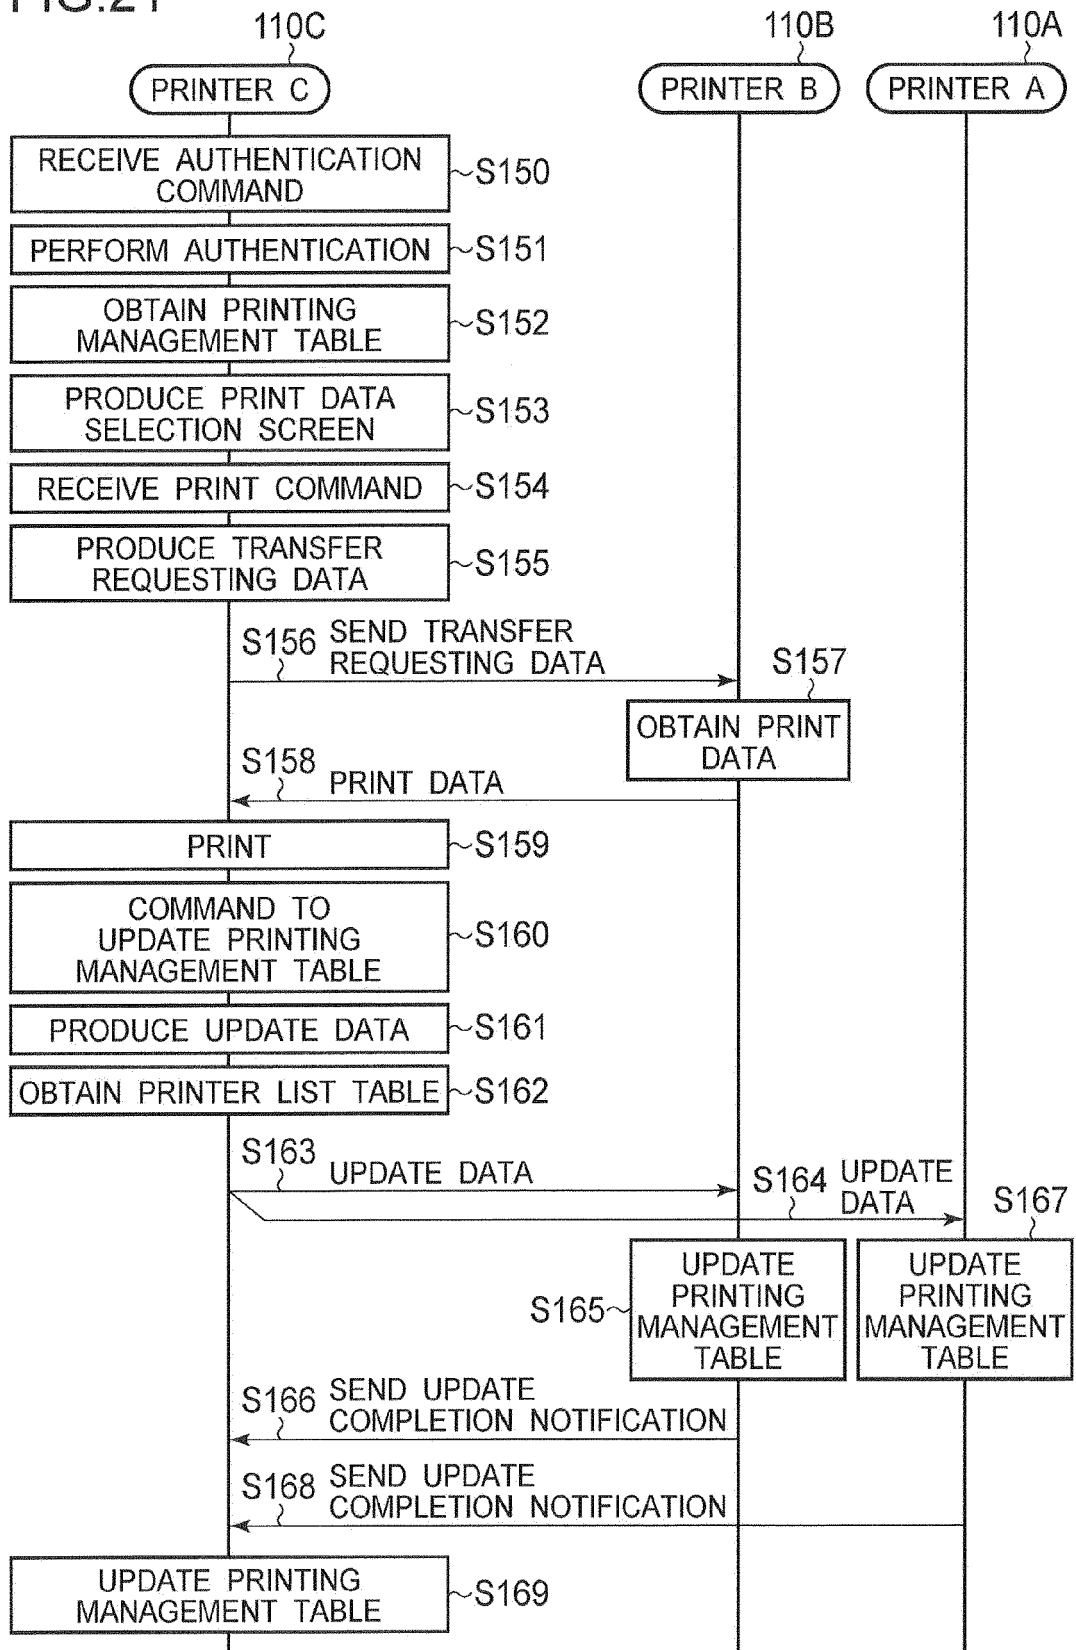 110C
110B
110A
PRINTER C
PRINTER B
PRINTER A
RECEIVE AUTHENTICATION
COMMAND
S150
PERFORM AUTHENTICATION
S151
OBTAIN PRINTING
MANAGEMENT TABLE
S152
PRODUCE PRINT DATA
SELECTION SCREEN
S153
RECEIVE PRINT COMMAND
S154
PRODUCE TRANSFER
REQUESTING DATA
S155
S156
SEND TRANSFER
REQUESTING DATA
S157
OBTAIN PRINT
DATA
S158
PRINT DATA
PRINT
S159
COMMAND TO
UPDATE PRINTING
MANAGEMENT TABLE
S160
PRODUCE UPDATE DATA
S161
OBTAIN PRINTER LIST TABLE
S162
S163
UPDATE DATA
S164
UPDATE
DATA
S167
S165
UPDATE
PRINTING
MANAGEMENT
TABLE
UPDATE
PRINTING
MANAGEMENT
TABLE
S166
SEND UPDATE
COMPLETION NOTIFICATION
S168
SEND UPDATE
COMPLETION NOTIFICATION
UPDATE PRINTING
MANAGEMENT TABLE
S169